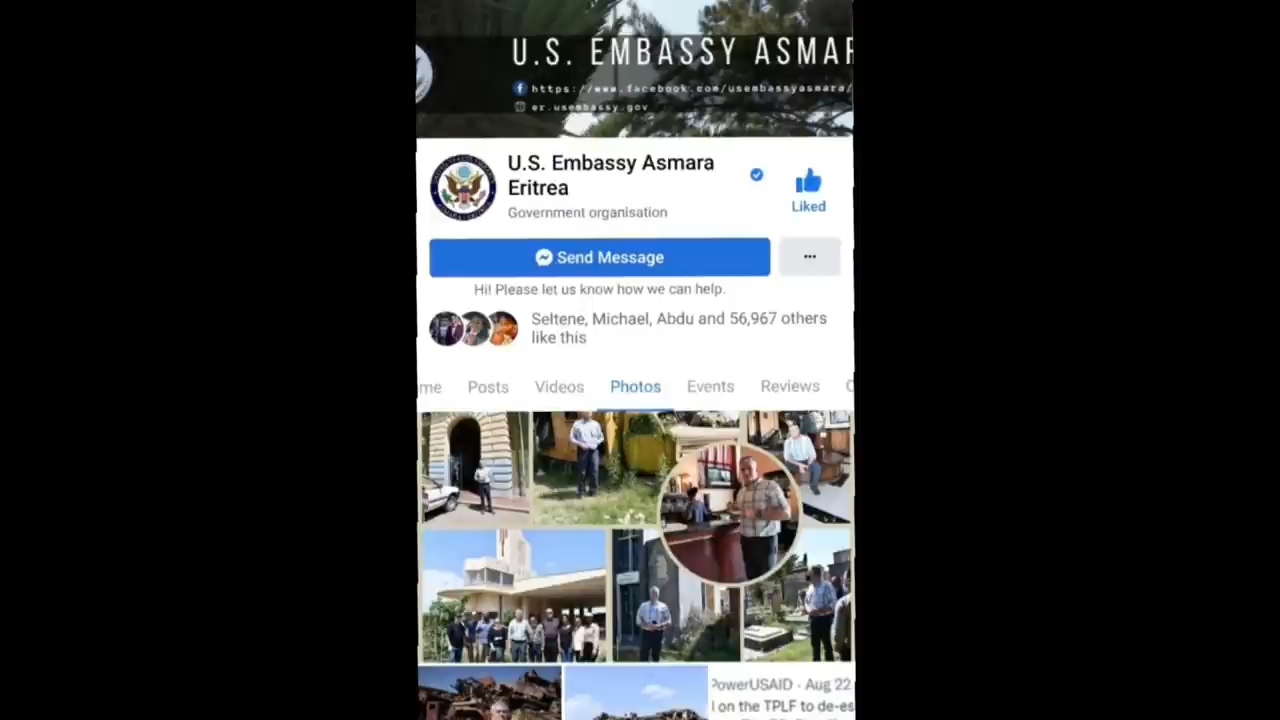 U.S. EMBASSY ASMAR
https://www.facebook.com/usembassyasmara/
er.usembassy.gov
U.S. Embassy Asmara
Eritrea
Government organisation
Liked
Send Message
Hi! Please let us know how we can help.
Seltene, Michael, Abdu and 56,967 others
like this
me Posts Videos Photos Events Reviews
PowerUSAID - Aug 22
on the TPLF to de-es